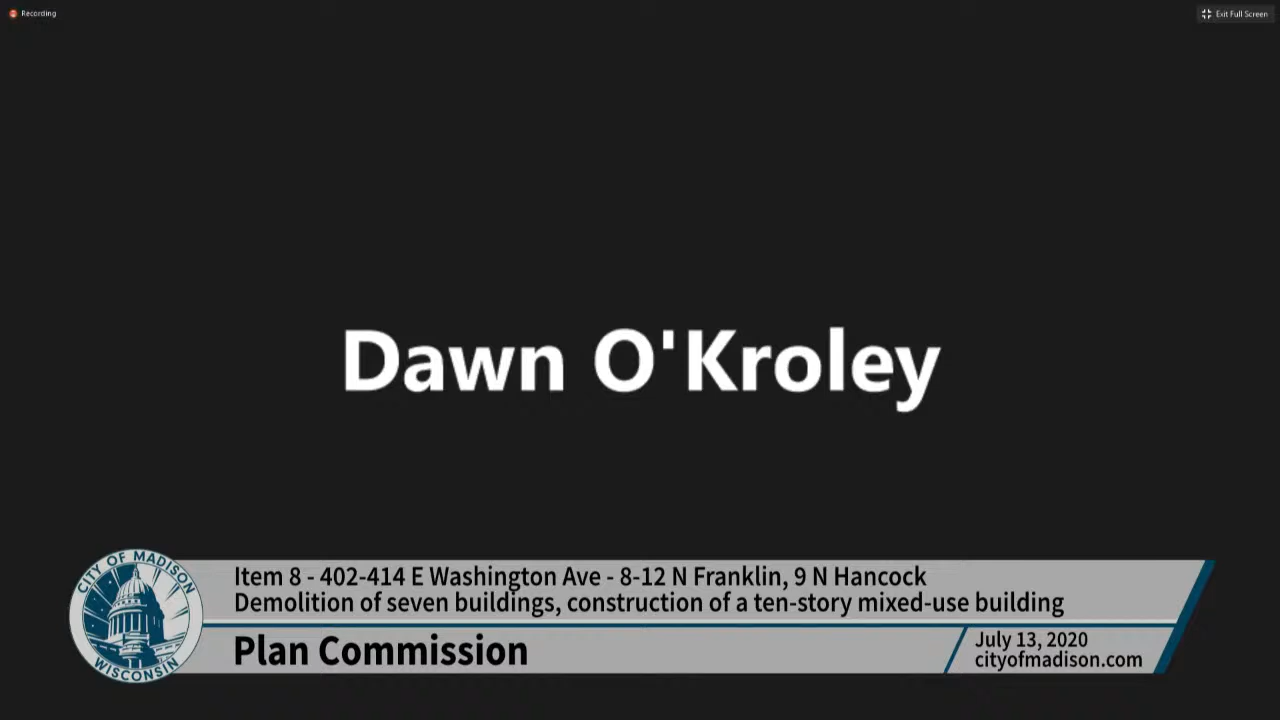 Recording
Exit Full Screen
Dawn O'Kroley
CITY OF MADISON
WISCONSIN
Item 8 - 402-414 E Washington Ave - 8-12 N Franklin, 9 N Hancock
Demolition of seven buildings, construction of a ten-story mixed-use building
Plan Commission
July 13, 2020
cityofmadison.com